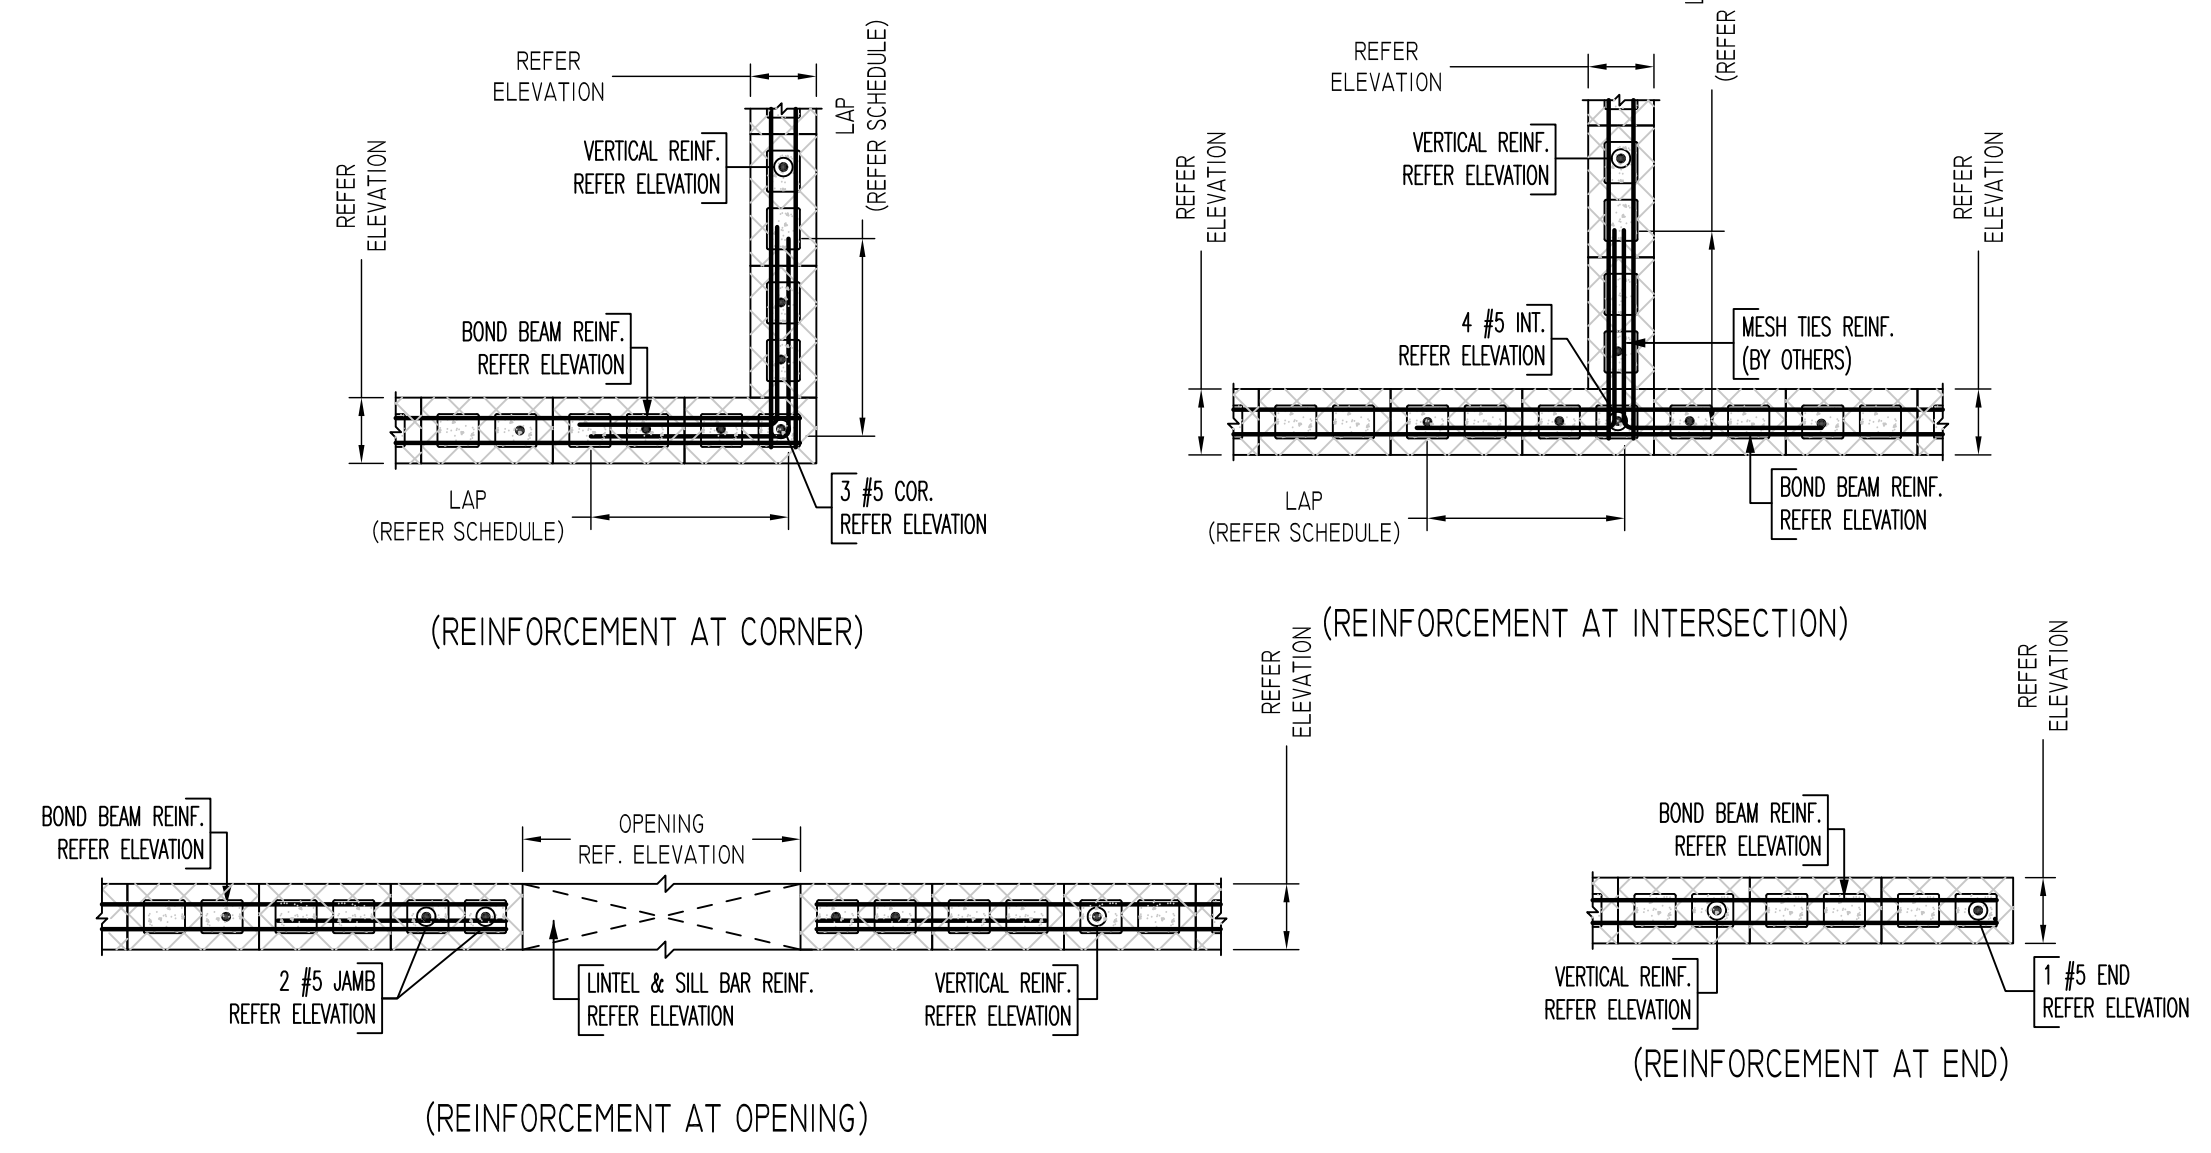 REFER
ELEVATION
LAP
(REFER SCHEDULE)
VERTICAL REINF.
REFER ELEVATION
REFER
ELEVATION
BOND BEAM REINF.
REFER ELEVATION
LAP
(REFER SCHEDULE)
3 #5 COR.
REFER ELEVATION
(REINFORCEMENT AT CORNER)
REFER
ELEVATION
(REFER
VERTICAL REINF.
REFER ELEVATION
REFER
ELEVATION
REFER
ELEVATION
4 #5 INT.
REFER ELEVATION
MESH TIES REINF.
(BY OTHERS)
LAP
(REFER SCHEDULE)
BOND BEAM REINF.
REFER ELEVATION
(REINFORCEMENT AT INTERSECTION)
BOND BEAM REINF.
REFER ELEVATION
OPENING
REF. ELEVATION
REFER
ELEVATION
2 #5 JAMB
REFER ELEVATION
LINTEL & SILL BAR REINF.
REFER ELEVATION
VERTICAL REINF.
REFER ELEVATION
(REINFORCEMENT AT OPENING)
REFER
ELEVATION
BOND BEAM REINF.
REFER ELEVATION
VERTICAL REINF.
REFER ELEVATION
1 #5 END
REFER ELEVATION
(REINFORCEMENT AT END)